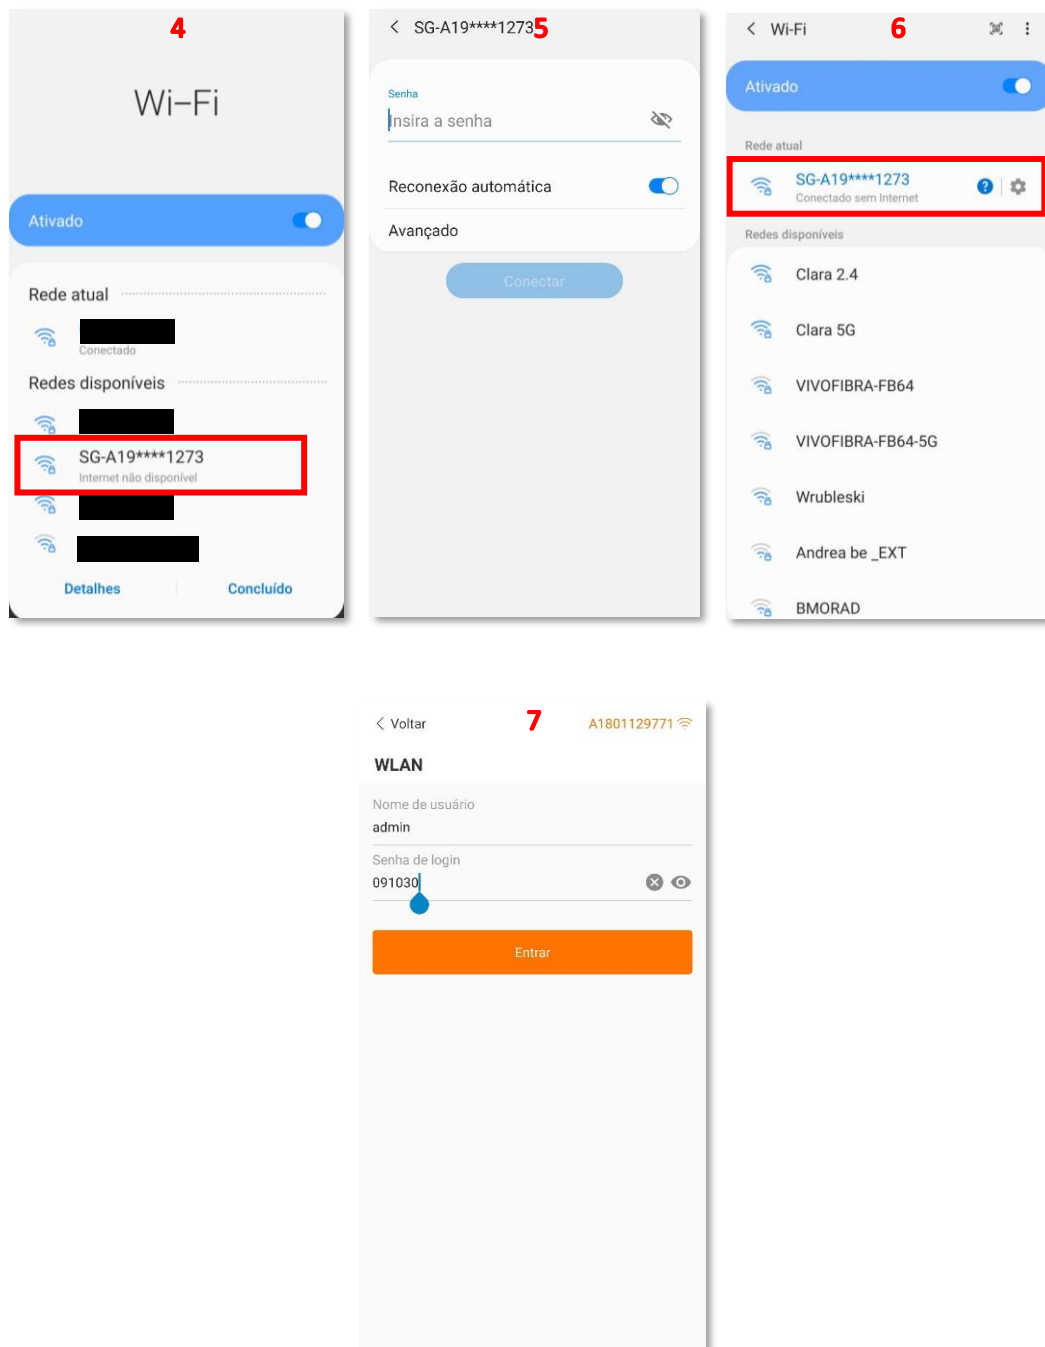 4
Wi-Fi
Ativado
Rede atual
Conectado
Redes disponíveis
SG-A19****1273
Internet não disponível
Detalhes
Concluído
SG-A19****1273
5
Senha
Insira a senha
Reconexão automática
Avançado
Conectar
Wi-Fi
6
Ativado
Rede atual
SG-A19****1273
Conectado sem Internet
Redes disponíveis
Clara 2.4
Clara 5G
VIVOFIBRA-FB64
VIVOFIBRA-FB64-5G
Wrubleski
Andrea be _EXT
BMORAD
Voltar
7
A1801129771
WLAN
Nome de usuário
admin
Senha de login
091030
Entrar